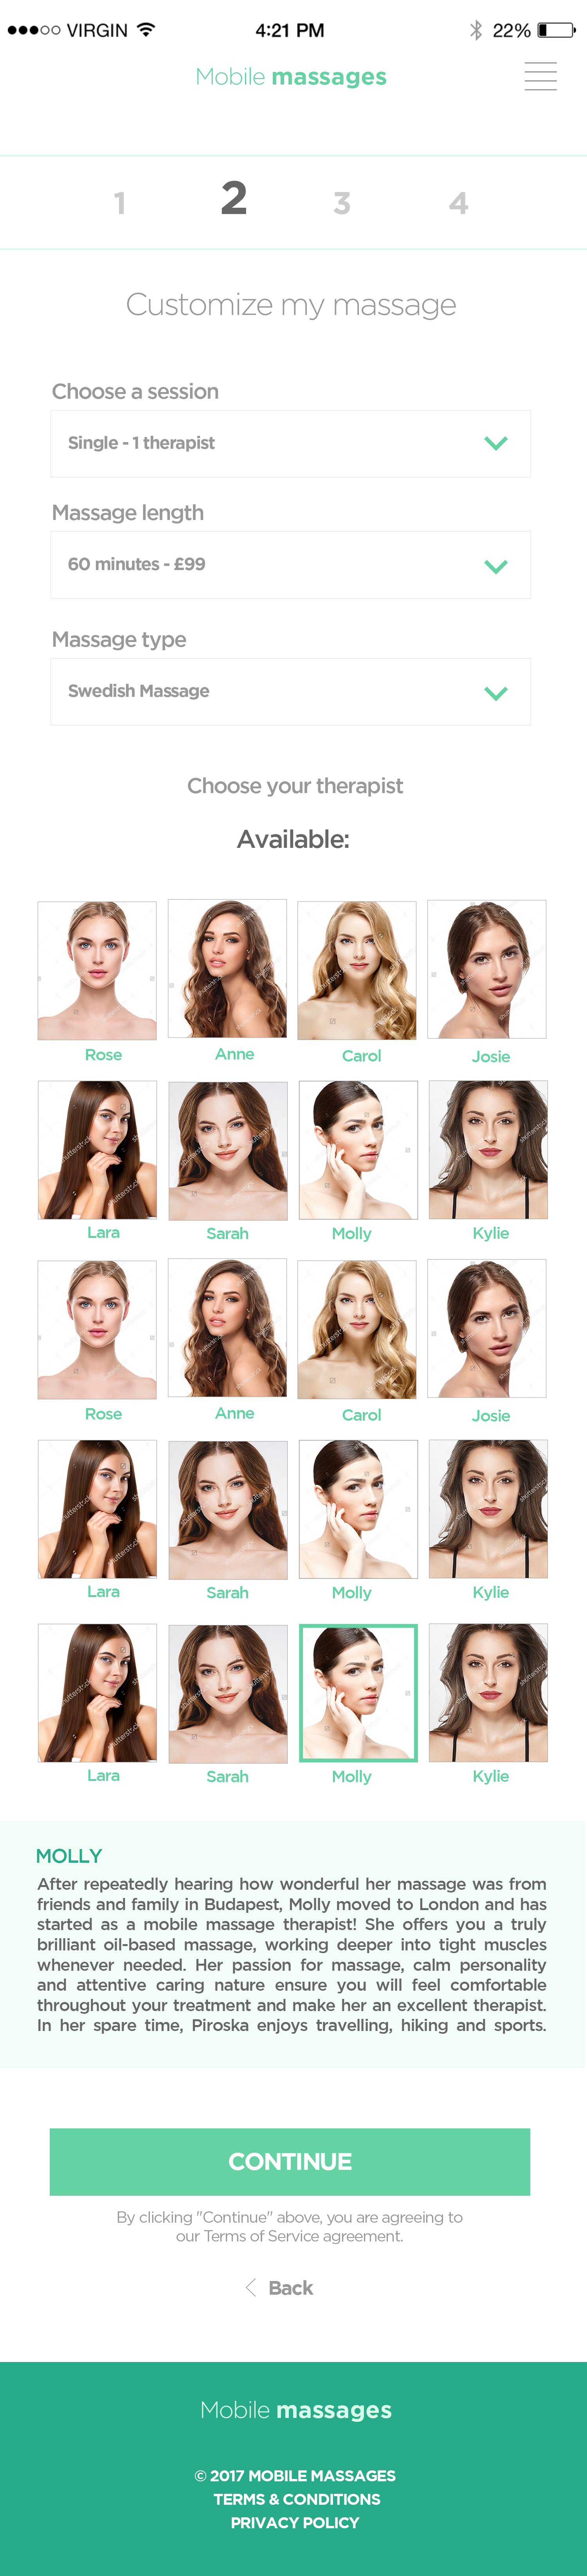 VIRGIN 4:21 PM 22%
Mobile massages
1 2 3 4
Customize my massage
Choose a session
Single - 1 therapist
Massage length
60 minutes - £99
Massage type
Swedish Massage
Choose your therapist
Available:
Rose Anne Carol Josie
Lara Sarah Molly Kylie
Rose Anne Carol Josie
Lara Sarah Molly Kylie
Lara Sarah Molly Kylie
MOLLY
After repeatedly hearing how wonderful her massage was from
friends and family in Budapest, Molly moved to London and has
started as a mobile massage therapist! She offers you a truly
brilliant oil-based massage, working deeper into tight muscles
whenever needed. Her passion for massage, calm personality
and attentive caring nature ensure you will feel comfortable
throughout your treatment and make her an excellent therapist.
In her spare time, Piroska enjoys travelling, hiking and sports.
CONTINUE
By clicking "Continue" above, you are agreeing to
our Terms of Service agreement.
Back
Mobile massages
© 2017 MOBILE MASSAGES
TERMS & CONDITIONS
PRIVACY POLICY